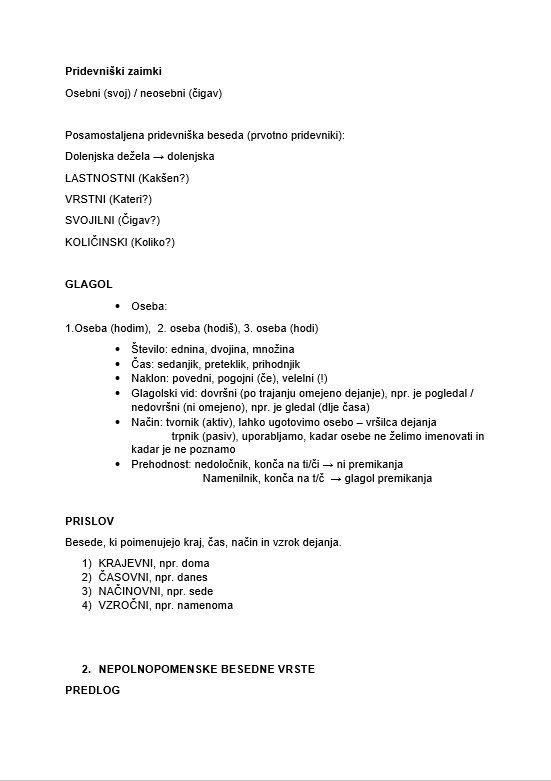 Pridevniški zaimki
Osebni (svoj) / neosebni (čigav)
Posamostaljena pridevniška beseda (prvotno pridevniki):
Dolenjska dežela → dolenjska
LASTNOSTNI (Kakšen?)
VRSTNI (Kateri?)
SVOJILNI (Čigav?)
KOLIČINSKI (Koliko?)
GLAGOL
• Oseba:
1.Oseba (hodim), 2. oseba (hodiš), 3. oseba (hodi)
• Število: ednina, dvojina, množina
• Čas: sedanjik, preteklik, prihodnjik
• Naklon: povedni, pogojni (če), velelni (!)
• Glagolski vid: dovršni (po trajanju omejeno dejanje), npr. je pogledal /
nedovršni (ni omejeno), npr. je gledal (dlje časa)
• Način: tvornik (aktiv), lahko ugotovimo osebo – vršilca dejanja
trpnik (pasiv), uporabljamo, kadar osebe ne želimo imenovati in
kadar je ne poznamo
• Prehodnost: nedoločnik, konča na ti/či → ni premikanja
Namenilnik, konča na t/č → glagol premikanja
PRISLOV
Besede, ki poimenujejo kraj, čas, način in vzrok dejanja.
1) KRAJEVNI, npr. doma
2) ČASOVNI, npr. danes
3) NAČINOVNI, npr. sede
4) VZROČNI, npr. namenoma
2. NEPOLNOPOMENSKE BESEDNE VRSTE
PREDLOG